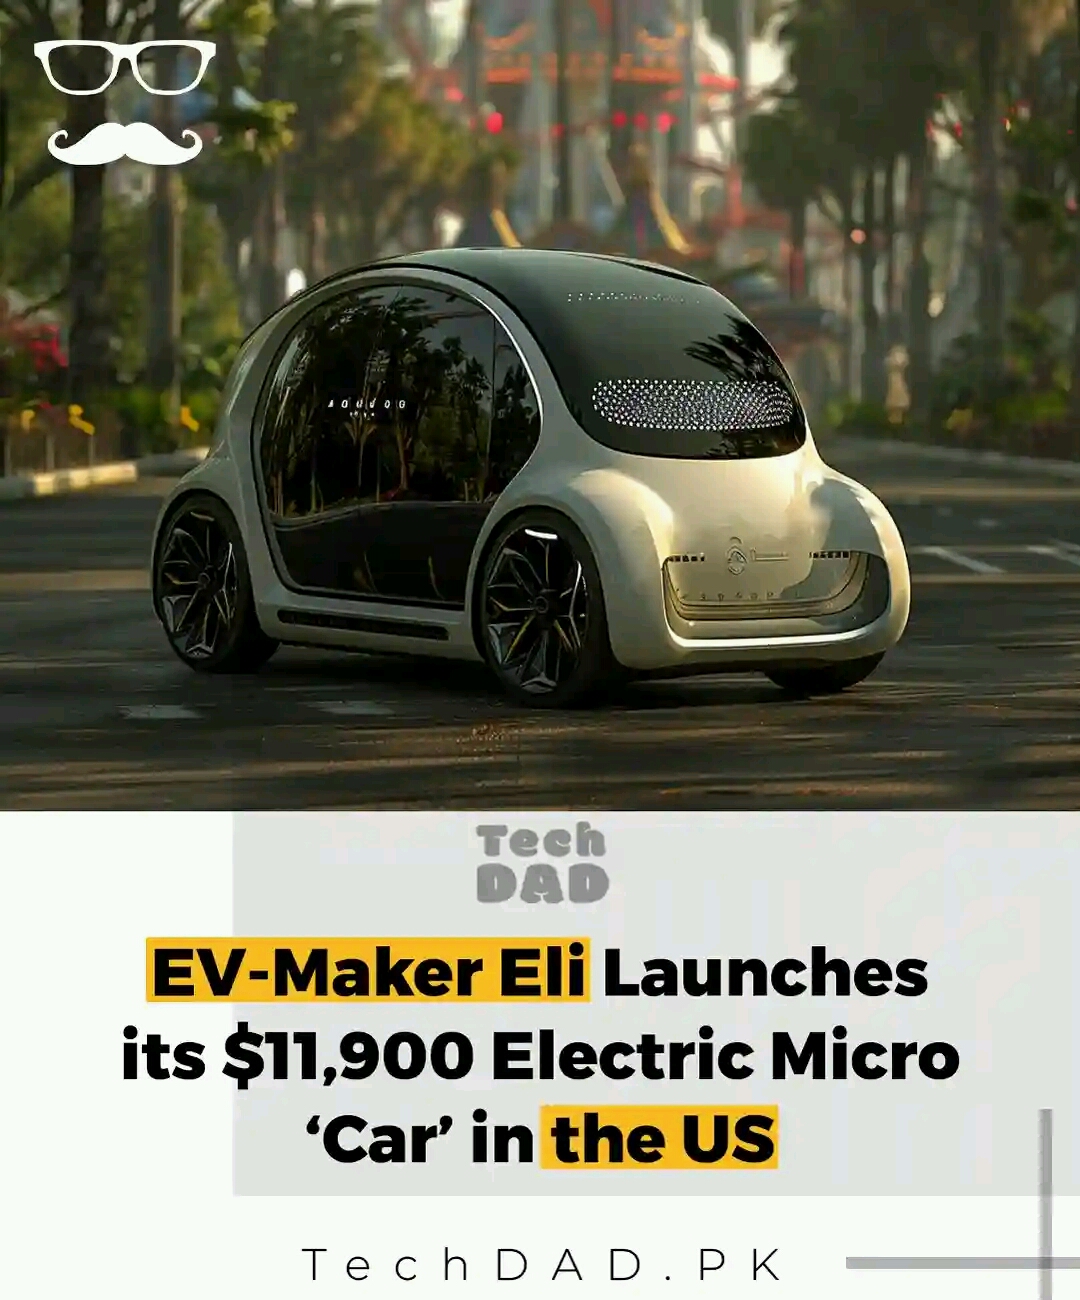 Tech
DAD
EV-Maker Eli Launches
its $11,900 Electric Micro
‘Car’ in the US
TechDAD.PK